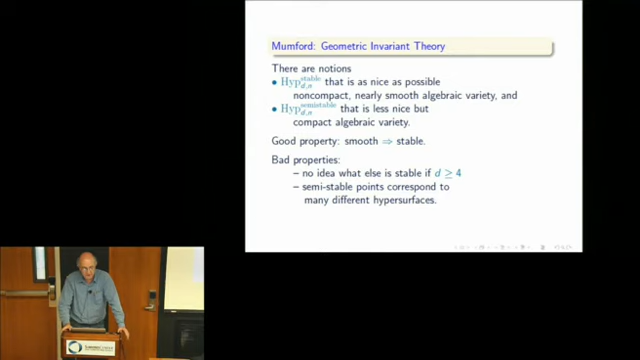 Mumford: Geometric Invariant Theory
There are notions
• Hyp^{stable}_{d,n} that is as nice as possible
noncompact, nearly smooth algebraic variety, and
• Hyp^{semistable}_{d,n} that is less nice but
compact algebraic variety.
Good property: smooth ⇒ stable.
Bad properties:
– no idea what else is stable if d ≥ 4
– semi-stable points correspond to
many different hypersurfaces.